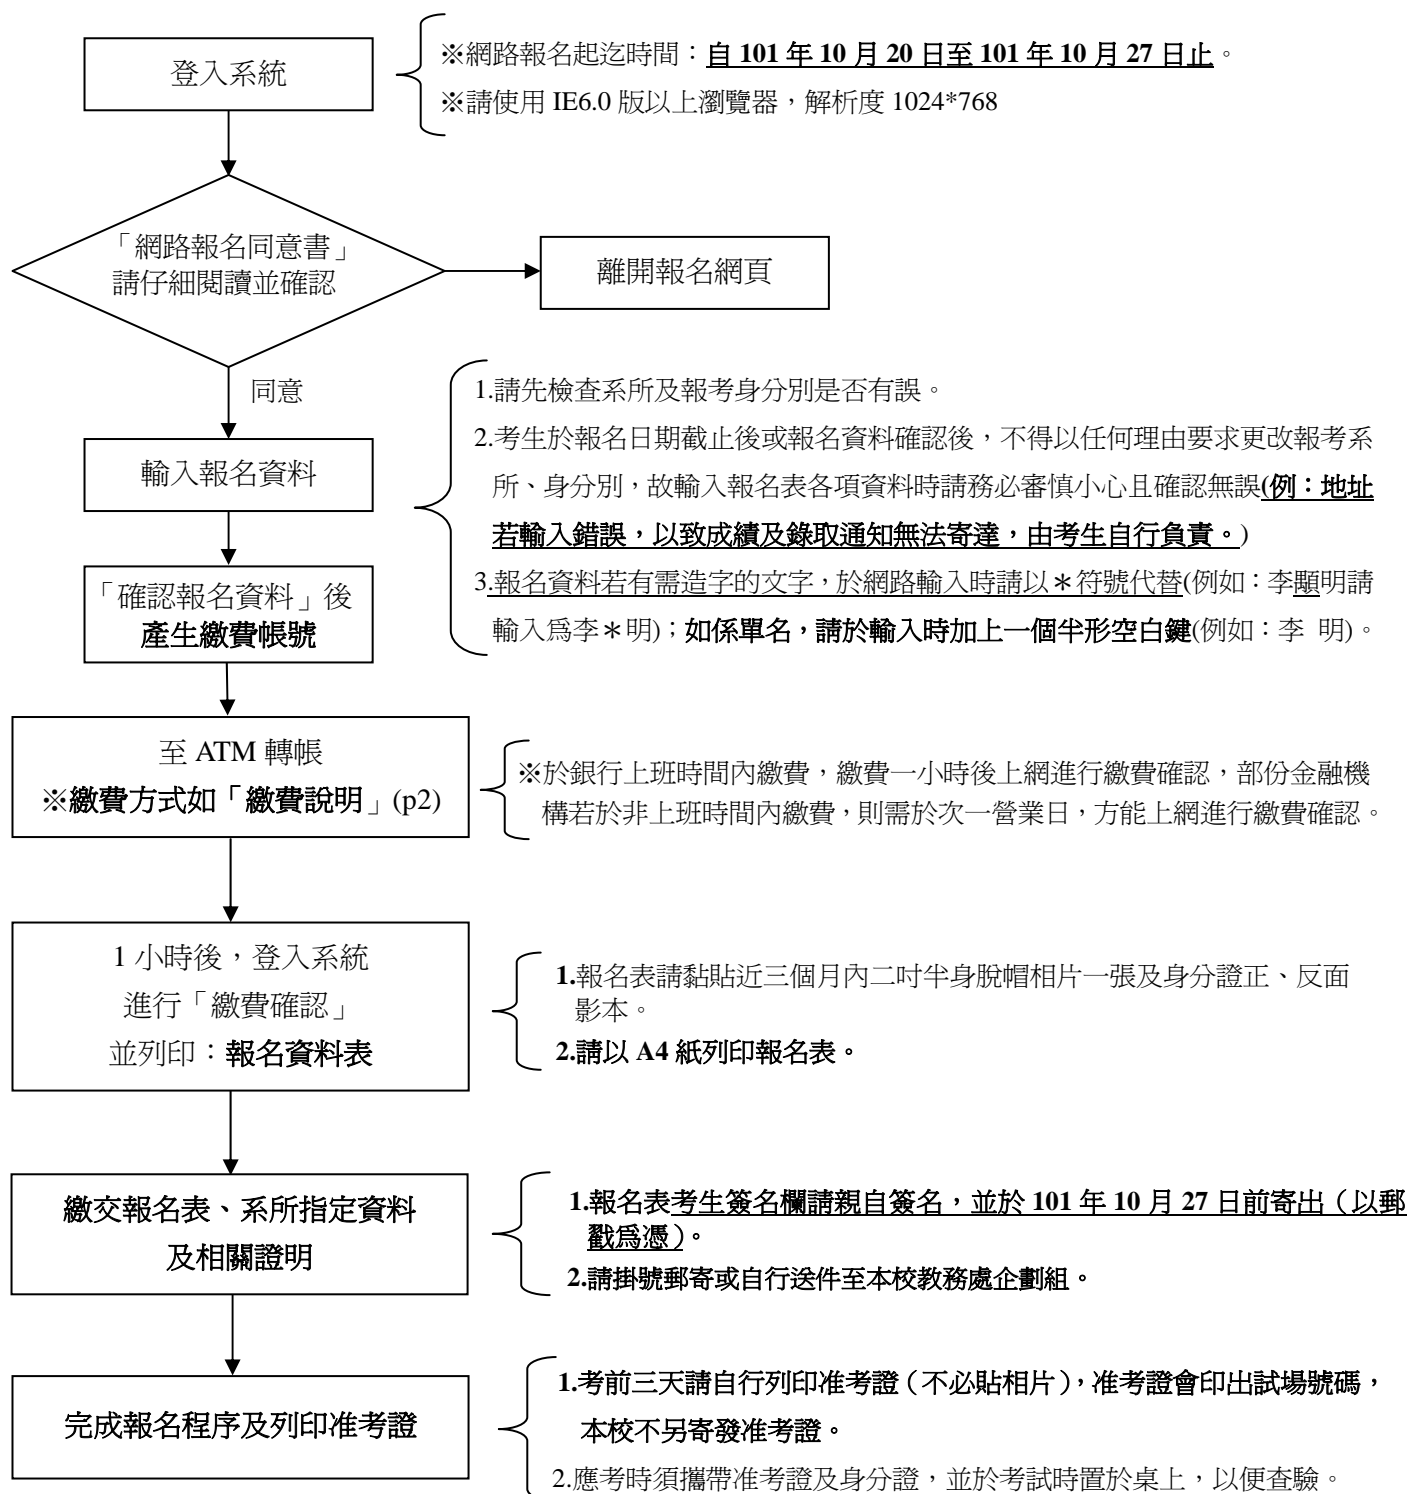 登入系統
※網路報名起迄時間：自 101 年 10 月 20 日至 101 年 10 月 27 日止。
※請使用 IE6.0 版以上瀏覽器，解析度 1024*768
「網路報名同意書」
請仔細閱讀並確認
離開報名網頁
同意
輸入報名資料
1.請先檢查系所及報考身分別是否有誤。
2.考生於報名日期截止後或報名資料確認後，不得以任何理由要求更改報考系
所、身分別，故輸入報名表各項資料時請務必審慎小心且確認無誤(例：地址
若輸入錯誤，以致成績及錄取通知無法寄達，由考生自行負責。)
3.報名資料若有需造字的文字，於網路輸入時請以＊符號代替(例如：李顯明請
輸入為李＊明)；如係單名，請於輸入時加上一個半形空白鍵(例如：李 明)。
「確認報名資料」後
產生繳費帳號
至 ATM 轉帳
※繳費方式如「繳費說明」(p2)
※於銀行上班時間內繳費，繳費一小時後上網進行繳費確認，部份金融機
構若於非上班時間內繳費，則需於次一營業日，方能上網進行繳費確認。
1 小時後，登入系統
進行「繳費確認」
並列印：報名資料表
1.報名表請黏貼近三個月內二吋半身脫帽相片一張及身分證正、反面
影本。
2.請以 A4 紙列印報名表。
繳交報名表、系所指定資料
及相關證明
1.報名表考生簽名欄請親自簽名，並於 101 年 10 月 27 日前寄出（以郵
戳為憑）。
2.請掛號郵寄或自行送件至本校教務處企劃組。
完成報名程序及列印准考證
1.考前三天請自行列印准考證（不必貼相片），准考證會印出試場號碼，
本校不另寄發准考證。
2.應考時須攜帶准考證及身分證，並於考試時置於桌上，以便查驗。